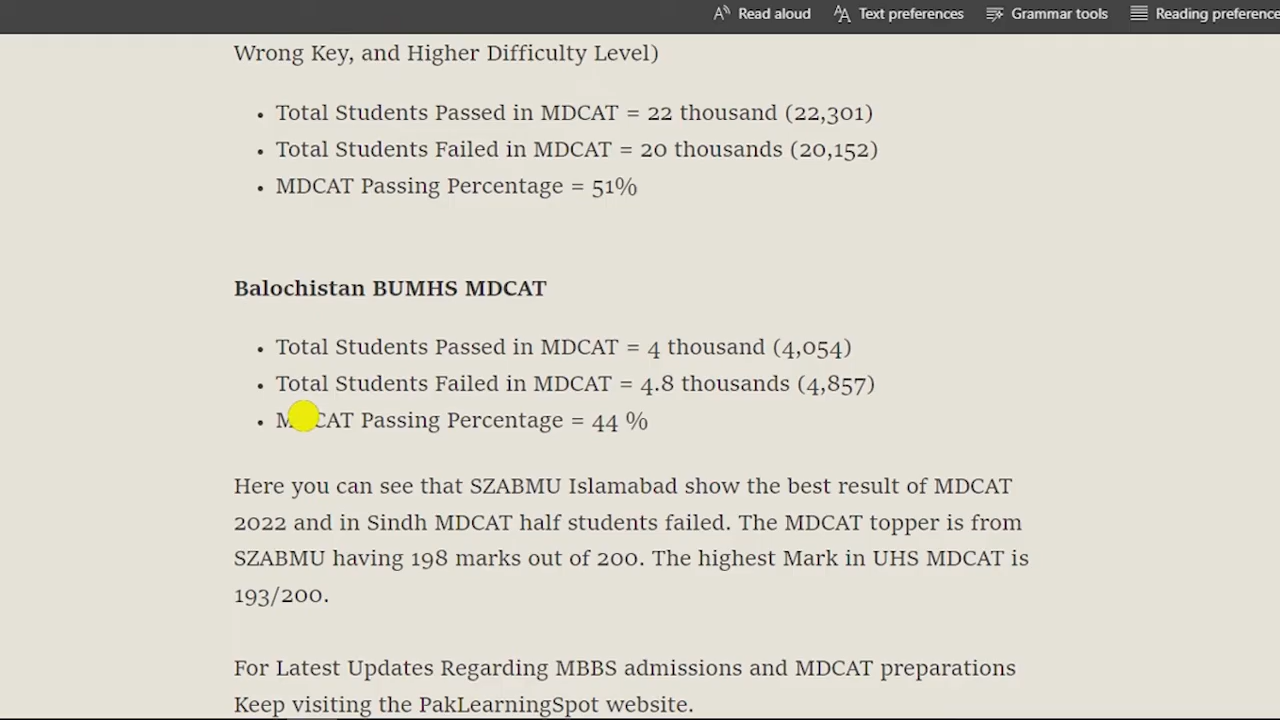 Read aloud Text preferences Grammar tools Reading preference
Wrong Key, and Higher Difficulty Level)
• Total Students Passed in MDCAT = 22 thousand (22,301)
• Total Students Failed in MDCAT = 20 thousands (20,152)
• MDCAT Passing Percentage = 51%
Balochistan BUMHS MDCAT
• Total Students Passed in MDCAT = 4 thousand (4,054)
• Total Students Failed in MDCAT = 4.8 thousands (4,857)
• MDCAT Passing Percentage = 44 %
Here you can see that SZABMU Islamabad show the best result of MDCAT
2022 and in Sindh MDCAT half students failed. The MDCAT topper is from
SZABMU having 198 marks out of 200. The highest Mark in UHS MDCAT is
193/200.
For Latest Updates Regarding MBBS admissions and MDCAT preparations
Keep visiting the PakLearningSpot website.